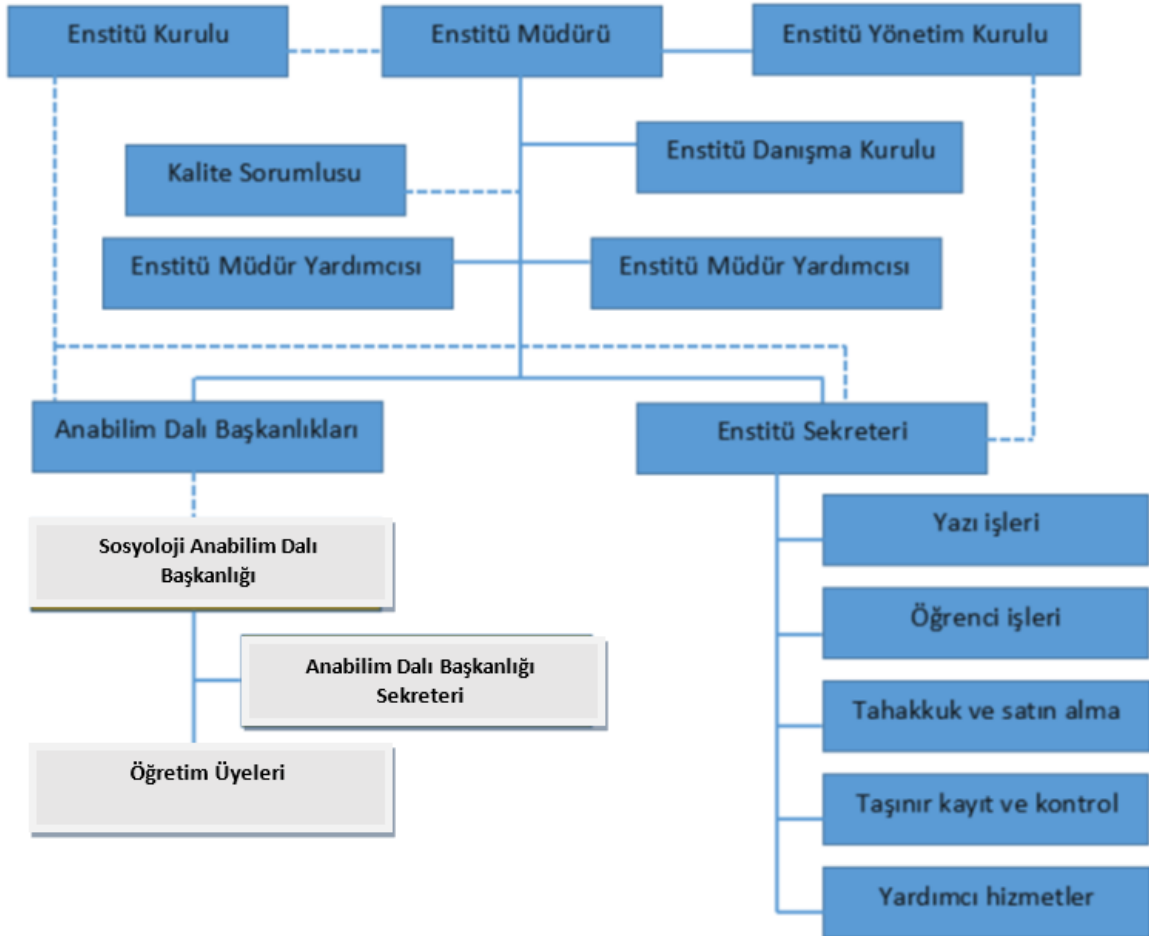 Enstitü Kurulu
Enstitü Müdürü
Enstitü Yönetim Kurulu
Enstitü Danışma Kurulu
Kalite Sorumlusu
Enstitü Müdür Yardımcısı
Enstitü Müdür Yardımcısı
Anabilim Dalı Başkanlıkları
Enstitü Sekreteri
Sosyoloji Anabilim Dalı
Başkanlığı
Anabilim Dalı Başkanlığı
Sekreteri
Öğretim Üyeleri
Yazı işleri
Öğrenci işleri
Tahakkuk ve satın alma
Taşınır kayıt ve kontrol
Yardımcı hizmetler